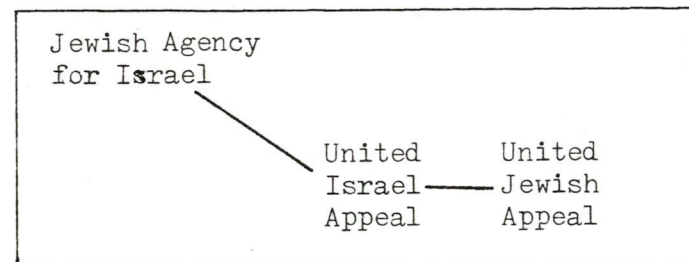 Jewish Agency
for Israel
United
Israel
Appeal
United
Jewish
Appeal